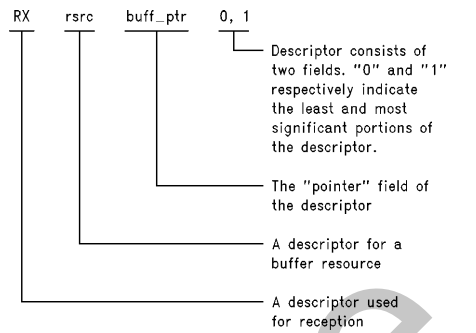 RX rsrc buff_ptr 0, 1
Descriptor consists of
two fields. "0" and "1"
respectively indicate
the least and most
significant portions of
the descriptor.
The "pointer" field of
the descriptor
A descriptor for a
buffer resource
A descriptor used
for reception